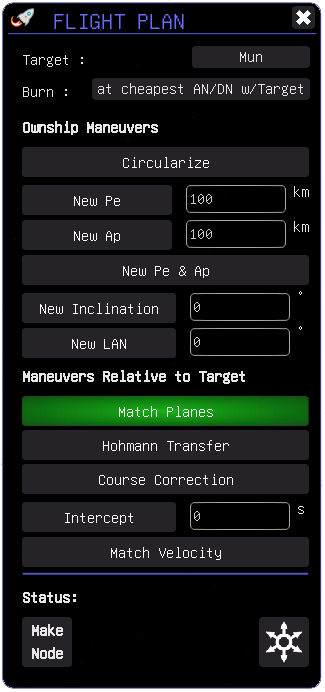 FLIGHT PLAN
Target : Mun
Burn : at cheapest AN/DN w/Target
Ownship Maneuvers
Circularize
New Pe 100 km
New Ap 100 km
New Pe & Ap
New Inclination 0 °
New LAN 0 °
Maneuvers Relative to Target
Match Planes
Hohmann Transfer
Course Correction
Intercept 0 s
Match Velocity
Status:
Make
Node